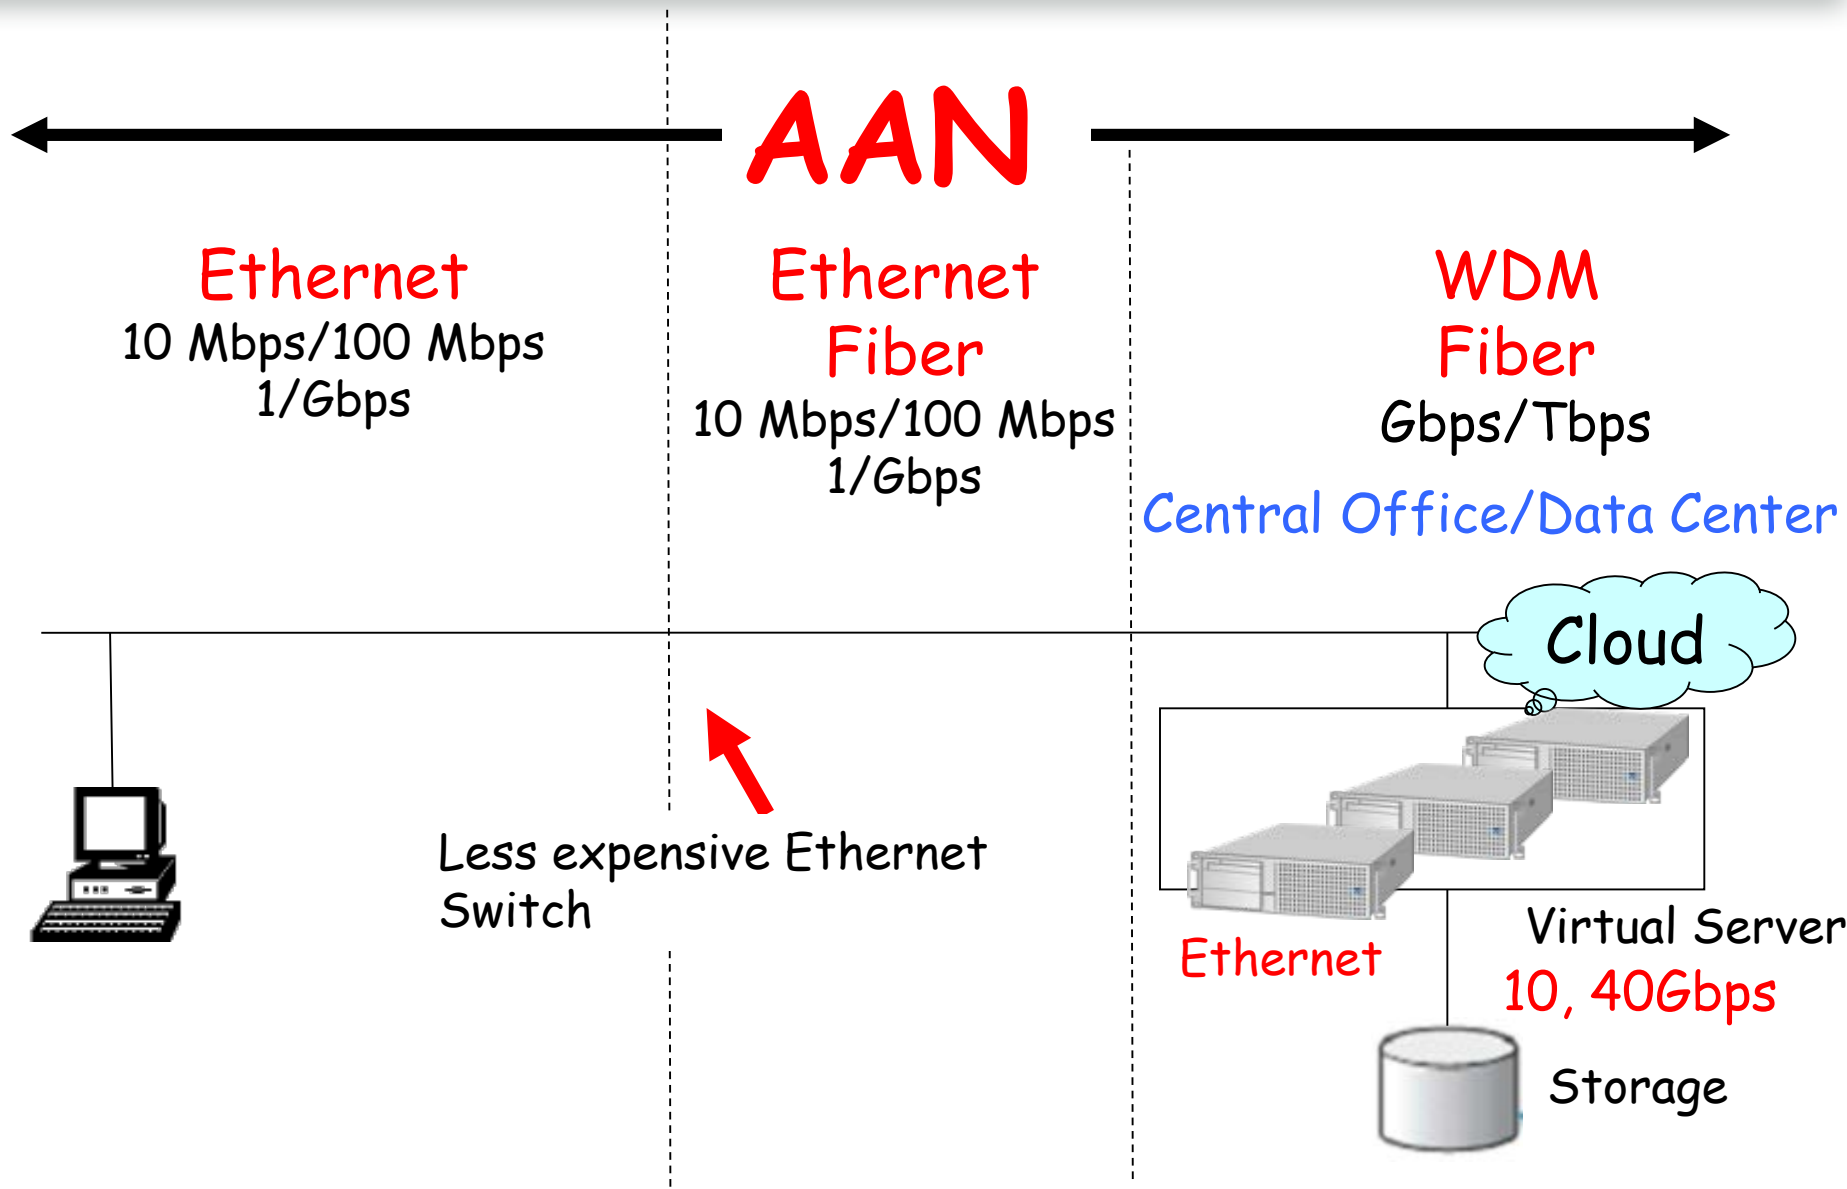 AAN
Ethernet
10 Mbps/100 Mbps
1/Gbps
Ethernet
Fiber
10 Mbps/100 Mbps
1/Gbps
WDM
Fiber
Gbps/Tbps
Central Office/Data Center
Cloud
Less expensive Ethernet
Switch
Virtual Server
Ethernet
10, 40Gbps
Storage